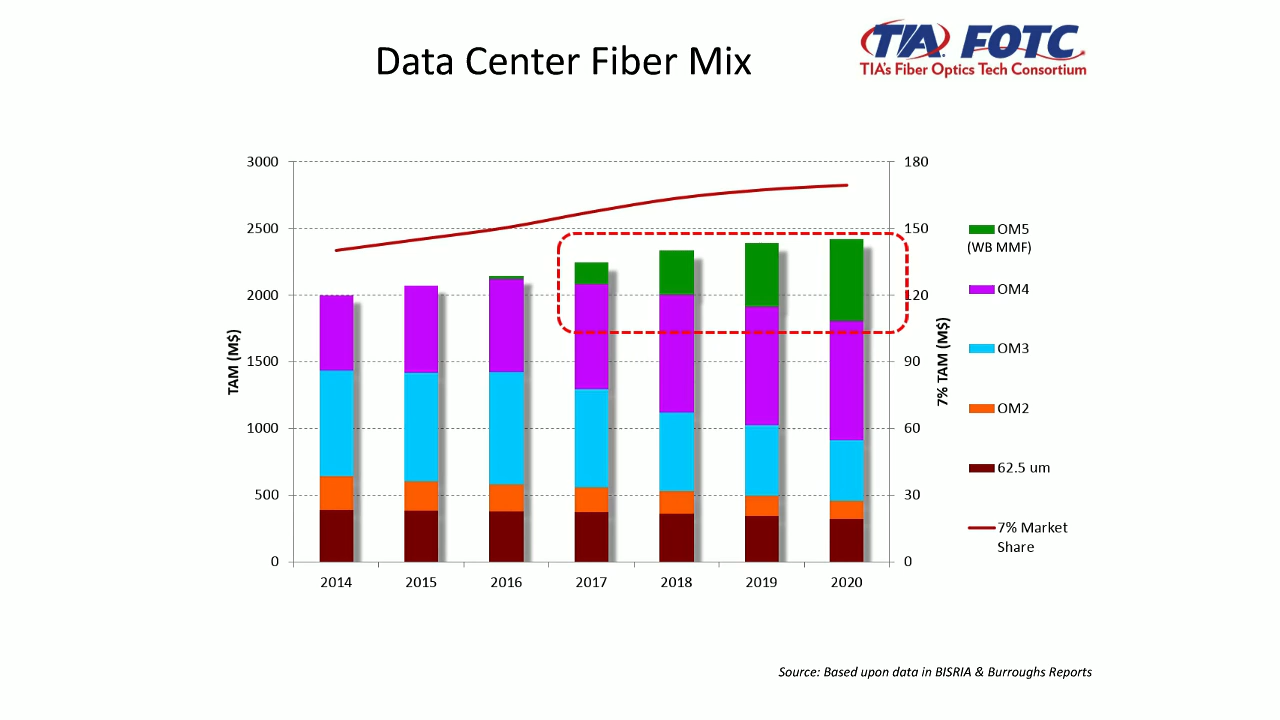 Data Center Fiber Mix
TIA FOTC
TIA's Fiber Optics Tech Consortium
3000
2500
2000
1500
1000
500
0
TAM (M$)
180
150
120
90
60
30
0
7% TAM (M$)
2014 2015 2016 2017 2018 2019 2020
OM5
(WB MMF)
OM4
OM3
OM2
62.5 um
7% Market
Share
Source: Based upon data in BISRIA & Burroughs Reports